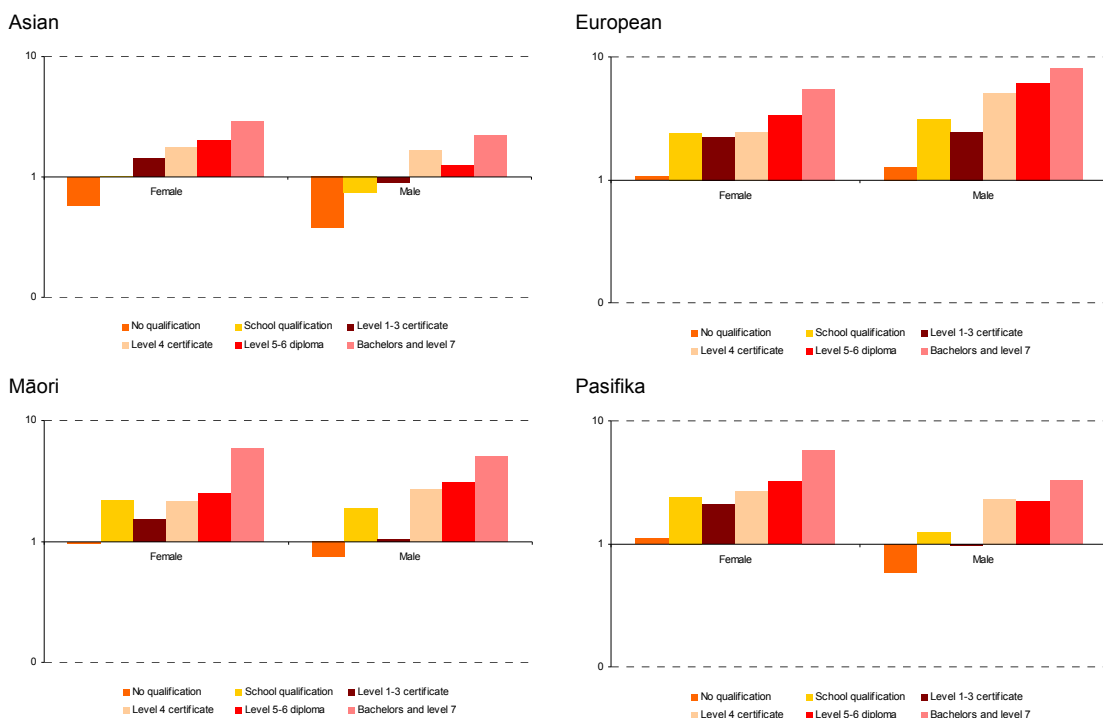 Asian
10
1
0
Female
Male
No qualification
School qualification
Level 1-3 certificate
Level 4 certificate
Level 5-6 diploma
Bachelors and level 7
European
10
1
0
Female
Male
No qualification
School qualification
Level 1-3 certificate
Level 4 certificate
Level 5-6 diploma
Bachelors and level 7
Māori
10
1
0
Female
Male
No qualification
School qualification
Level 1-3 certificate
Level 4 certificate
Level 5-6 diploma
Bachelors and level 7
Pasifika
10
1
0
Female
Male
No qualification
School qualification
Level 1-3 certificate
Level 4 certificate
Level 5-6 diploma
Bachelors and level 7